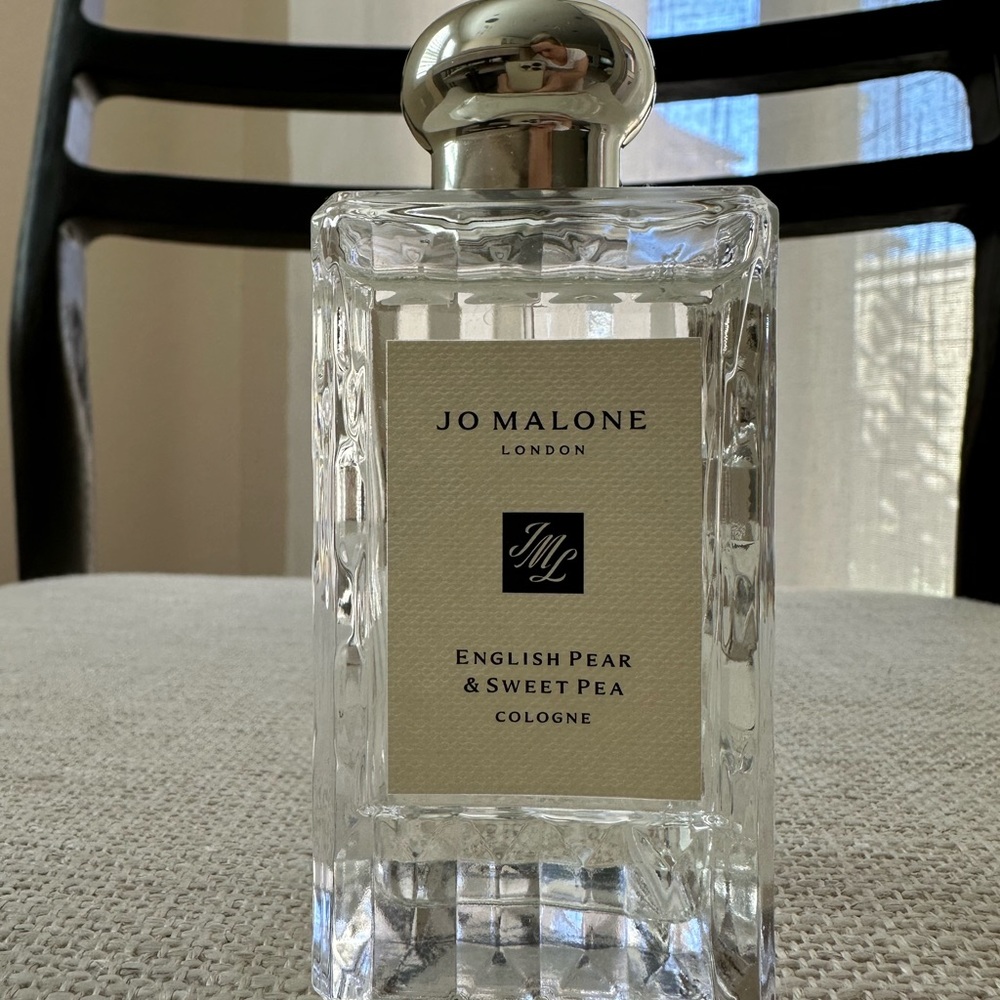 JO MALONE
LONDON
JML
ENGLISH PEAR
& SWEET PEA
COLOGNE